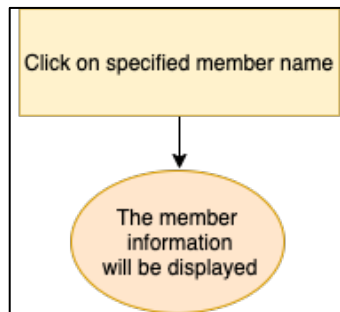 Click on specified member name
The member
information
will be displayed